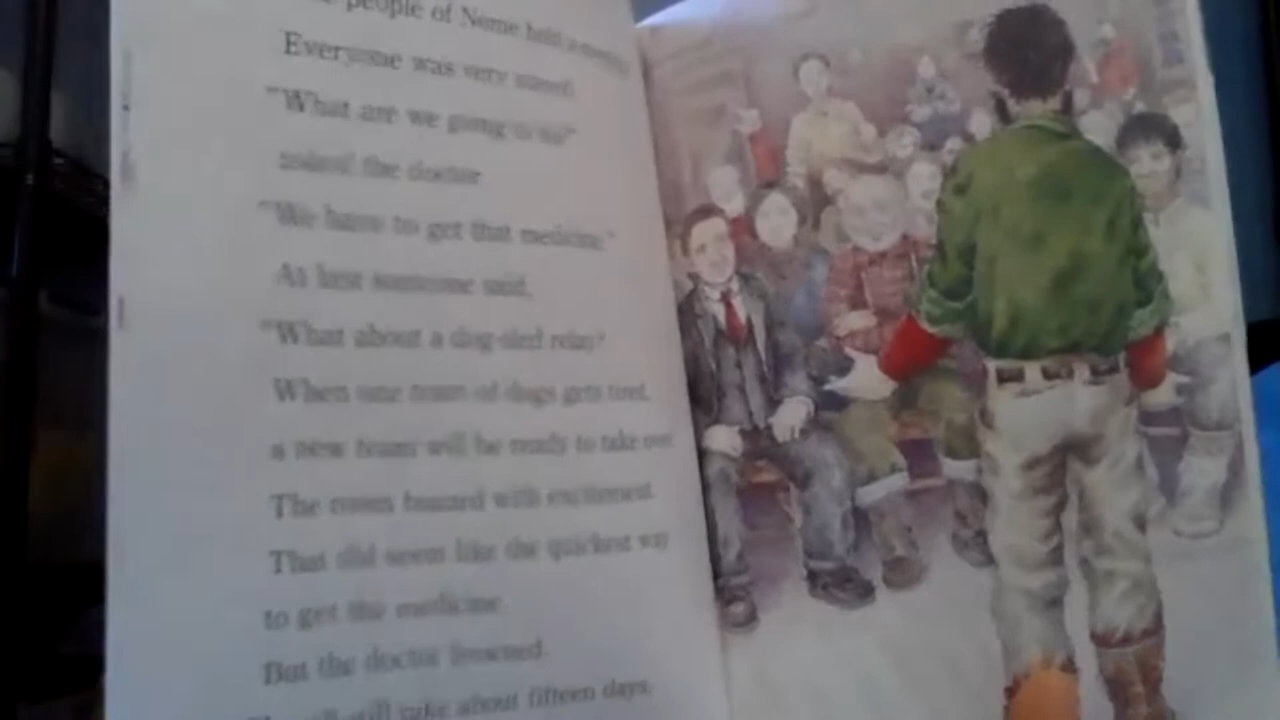 people of Nome held a meeting.
Everyone was very
"What are we going to do?"
asked the doctor.
"We have to get that medicine."
At last someone said,
"What about a dog-sled relay?
When one team of dogs gets tired,
a new team will be ready to take over.
The room buzzed with excitement.
That did seem like the quickest way
to get the medicine.
But the doctor frowned.
will still take about fifteen days,